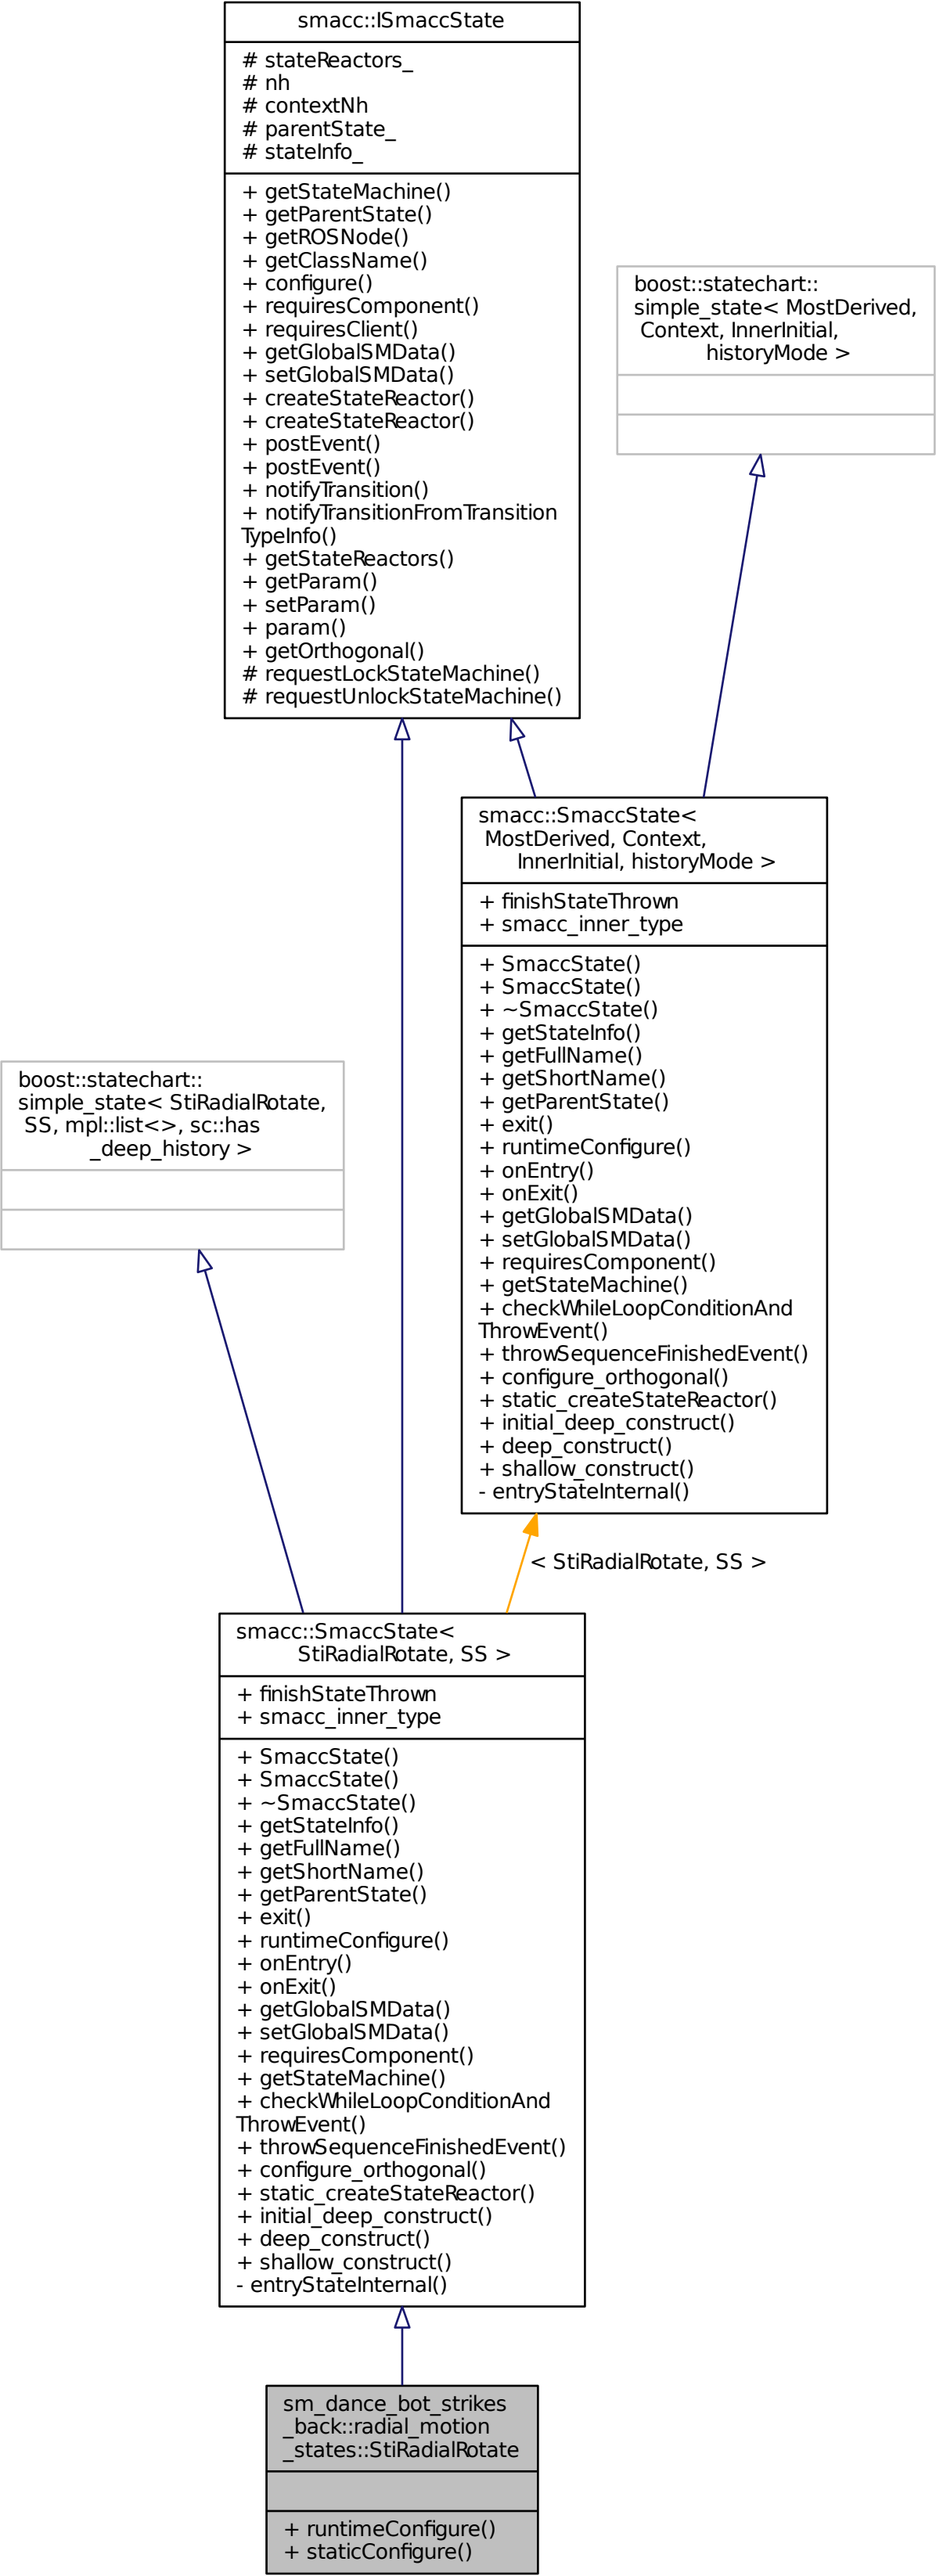 smacc::ISmaccState
# stateReactors_
# nh
# contextNh
# parentState_
# stateInfo_
+ getStateMachine()
+ getParentState()
+ getROSNode()
+ getClassName()
+ configure()
+ requiresComponent()
+ requiresClient()
+ getGlobalSMData()
+ setGlobalSMData()
+ createStateReactor()
+ createStateReactor()
+ postEvent()
+ postEvent()
+ notifyTransition()
+ notifyTransitionFromTransition
TypeInfo()
+ getStateReactors()
+ getParam()
+ setParam()
+ param()
+ getOrthogonal()
# requestLockStateMachine()
# requestUnlockStateMachine()
boost::statechart::
simple_state< MostDerived,
Context, InnerInitial,
historyMode >
smacc::SmaccState<
MostDerived, Context,
InnerInitial, historyMode >
+ finishStateThrown
+ smacc_inner_type
+ SmaccState()
+ SmaccState()
+ ~SmaccState()
+ getStateInfo()
+ getFullName()
+ getShortName()
+ getParentState()
+ exit()
+ runtimeConfigure()
+ onEntry()
+ onExit()
+ getGlobalSMData()
+ setGlobalSMData()
+ requiresComponent()
+ getStateMachine()
+ checkWhileLoopConditionAnd
ThrowEvent()
+ throwSequenceFinishedEvent()
+ configure_orthogonal()
+ static_createStateReactor()
+ initial_deep_construct()
+ deep_construct()
+ shallow_construct()
- entryStateInternal()
boost::statechart::
simple_state< StiRadialRotate,
SS, mpl::list<>, sc::has
_deep_history >
< StiRadialRotate, SS >
smacc::SmaccState<
StiRadialRotate, SS >
+ finishStateThrown
+ smacc_inner_type
+ SmaccState()
+ SmaccState()
+ ~SmaccState()
+ getStateInfo()
+ getFullName()
+ getShortName()
+ getParentState()
+ exit()
+ runtimeConfigure()
+ onEntry()
+ onExit()
+ getGlobalSMData()
+ setGlobalSMData()
+ requiresComponent()
+ getStateMachine()
+ checkWhileLoopConditionAnd
ThrowEvent()
+ throwSequenceFinishedEvent()
+ configure_orthogonal()
+ static_createStateReactor()
+ initial_deep_construct()
+ deep_construct()
+ shallow_construct()
- entryStateInternal()
sm_dance_bot_strikes
_back::radial_motion
_states::StiRadialRotate
+ runtimeConfigure()
+ staticConfigure()